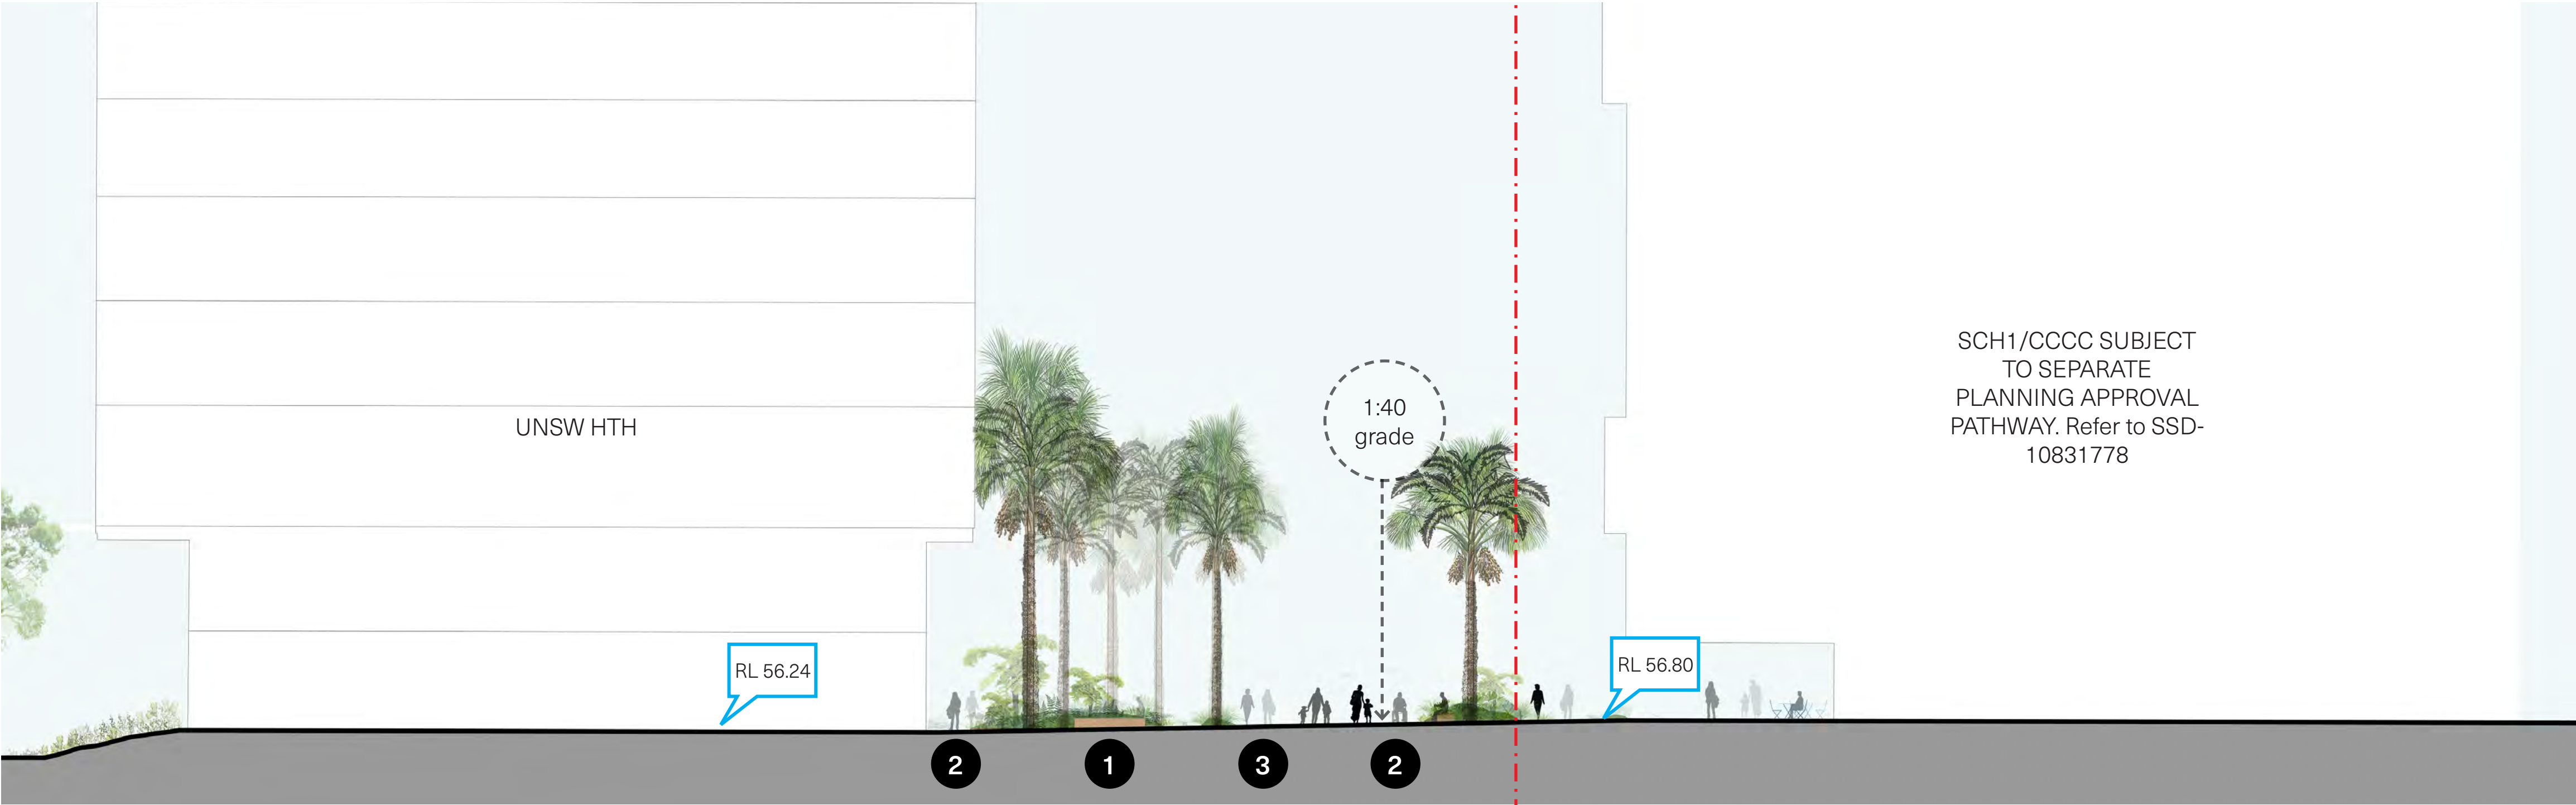 SCH1/CCCC SUBJECT
TO SEPARATE
PLANNING APPROVAL
PATHWAY. Refer to SSD-
10831778
1:40
grade
UNSW HTH
RL 56.24
RL 56.80
2
1
3
2